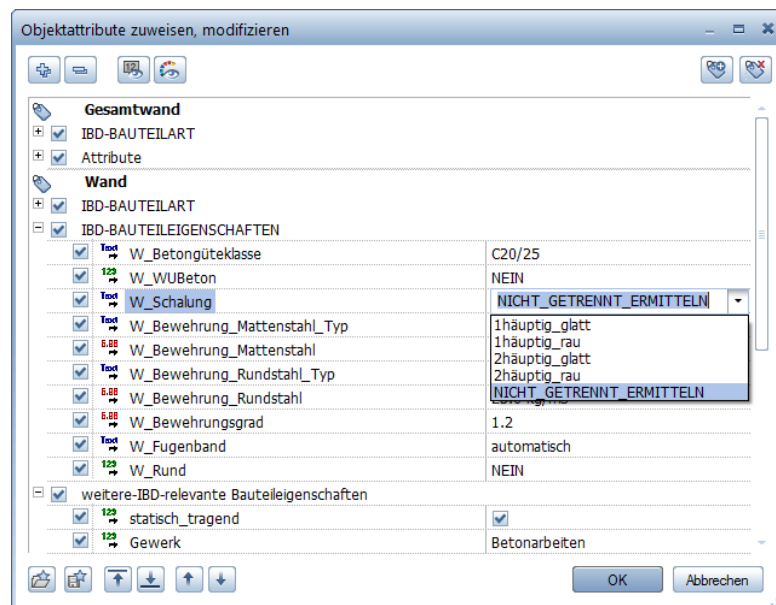 Objektattribute zuweisen, modifizieren
Gesamtwand
IBD-BAUTEILART
Attribute
Wand
IBD-BAUTEILART
IBD-BAUTEILEIGENSCHAFTEN
Text W_Betongüteklasse C20/25
123 W_WUBeton NEIN
Text W_Schalung NICHT_GETRENNT_ERMITTELN
1häuptig_glatt
1häuptig_rau
2häuptig_glatt
2häuptig_rau
NICHT_GETRENNT_ERMITTELN
Text W_Bewehrung_Mattenstahl_Typ
W_Bewehrung_Mattenstahl
Text W_Bewehrung_Rundstahl_Typ
W_Bewehrung_Rundstahl
W_Bewehrungsgrad 1.2
Text W_Fugenband automatisch
123 W_Rund NEIN
weitere-IBD-relevante Bauteileigenschaften
123 statisch_tragend
123 Gewerk Betonarbeiten
OK Abbrechen